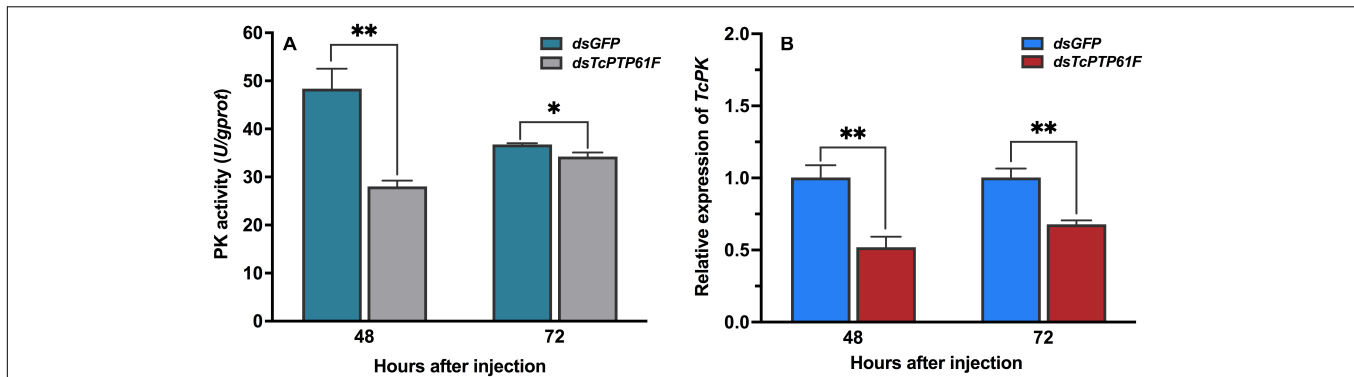 A
dsGFP
dsTcPTP61F
**
*
PK activity (U/gprot)
60
50
40
30
20
10
0
48
72
Hours after injection
B
dsGFP
dsTcPTP61F
**
**
Relative expression of TcPK
2.0
1.5
1.0
0.5
0.0
48
72
Hours after injection